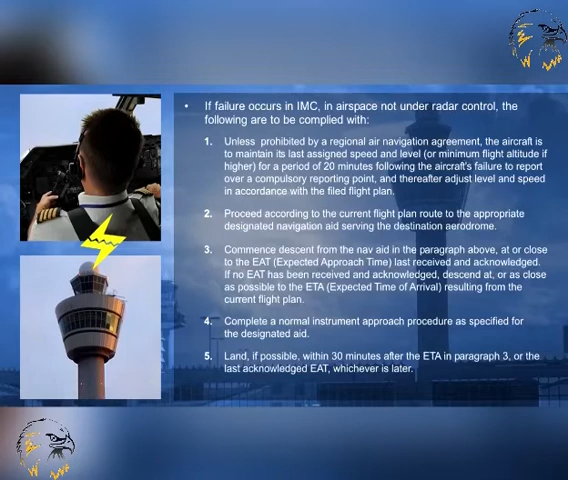 • If failure occurs in IMC, in airspace not under radar control, the
following are to be complied with:
1. Unless prohibited by a regional air navigation agreement, the aircraft is
to maintain its last assigned speed and level (or minimum flight altitude if
higher) for a period of 20 minutes following the aircraft's failure to report
over a compulsory reporting point, and thereafter adjust level and speed
in accordance with the filed flight plan.
2. Proceed according to the current flight plan route to the appropriate
designated navigation aid serving the destination aerodrome.
3. Commence descent from the nav aid in the paragraph above, at or close
to the EAT (Expected Approach Time) last received and acknowledged.
If no EAT has been received and acknowledged, descend at, or as close
as possible to the ETA (Expected Time of Arrival) resulting from the
current flight plan.
4. Complete a normal instrument approach procedure as specified for
the designated aid.
5. Land, if possible, within 30 minutes after the ETA in paragraph 3, or the
last acknowledged EAT, whichever is later.